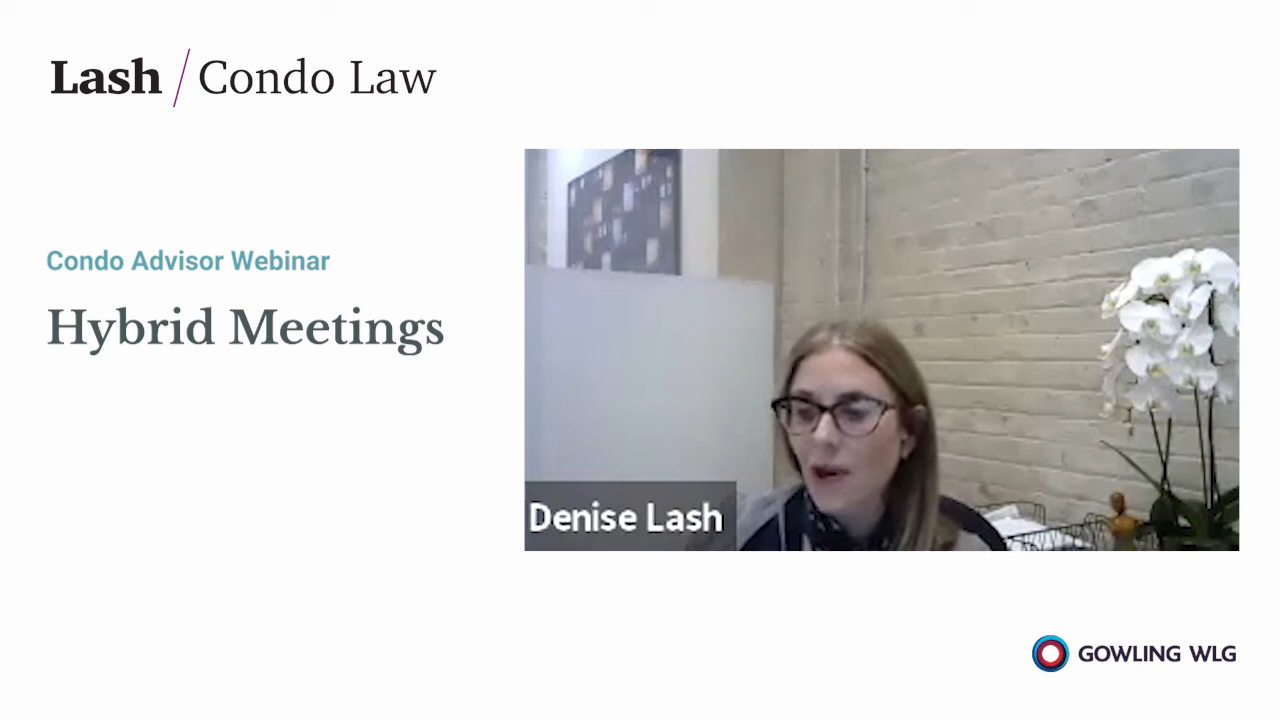 Lash / Condo Law
Condo Advisor Webinar
Hybrid Meetings
Denise Lash
GOWLING WLG